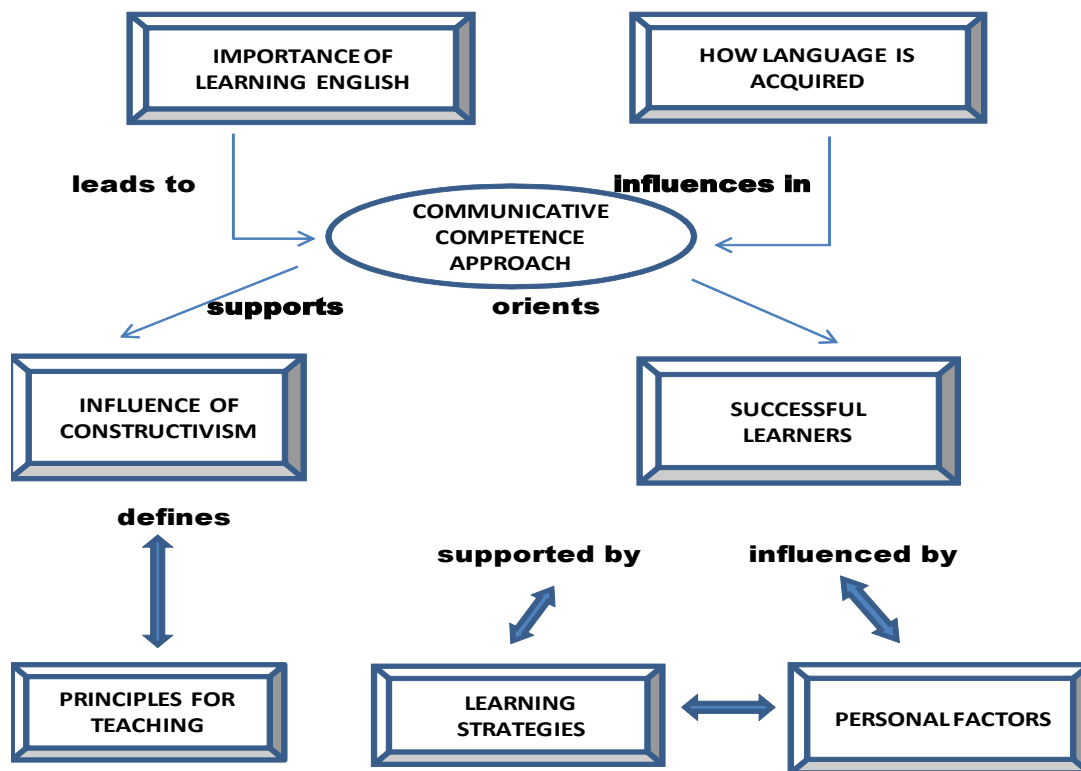 IMPORTANCE OF
LEARNING ENGLISH
HOW LANGUAGE IS
ACQUIRED
leads to
influences in
COMMUNICATIVE
COMPETENCE
APPROACH
supports
orients
INFLUENCE OF
CONSTRUCTIVISM
SUCCESSFUL
LEARNERS
defines
supported by
influenced by
PRINCIPLES FOR
TEACHING
LEARNING
STRATEGIES
PERSONAL FACTORS